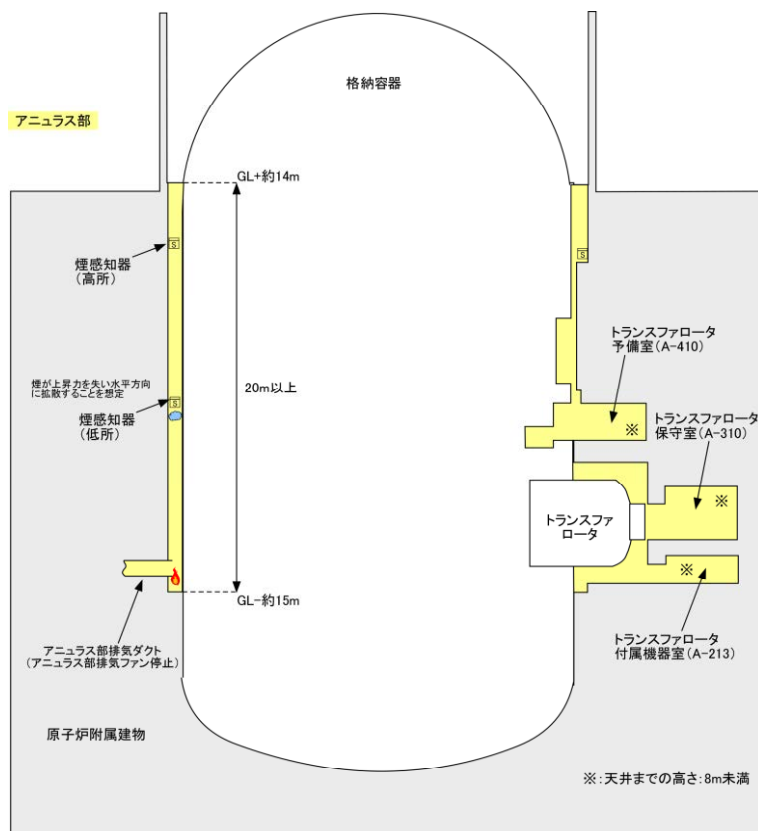 格納容器
アニュラス部
GL+約14m
S
S
煙感知器
(高所)
トランスファロータ
予備室(A-410)
煙が上昇力を失い水平方向
に拡散することを想定
20m以上
S
煙感知器
(低所)
※
トランスファロータ
保守室(A-310)
※
トランスファ
ロータ
※
GL-約15m
アニュラス部排気ダクト
(アニュラス部排気ファン停止)
トランスファロータ
付属機器室(A-213)
原子炉附属建物
※:天井までの高さ:8m未満